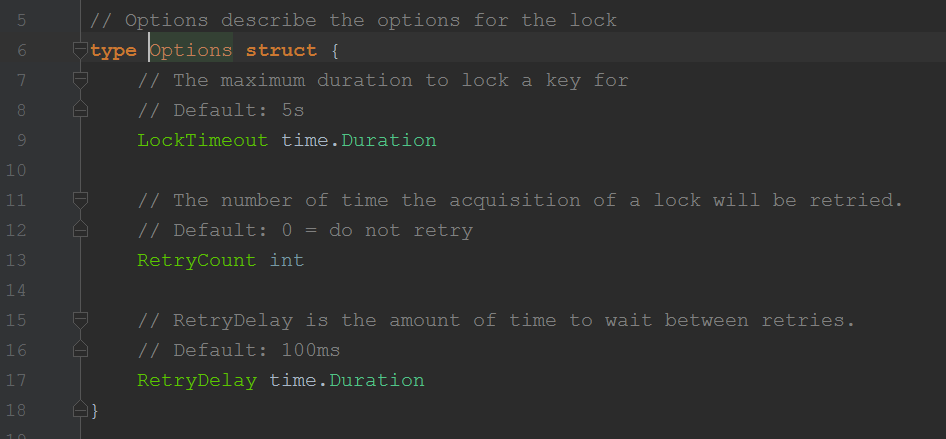 5 // Options describe the options for the lock
6 type Options struct {
7 // The maximum duration to lock a key for
8 // Default: 5s
9 LockTimeout time.Duration
10
11 // The number of time the acquisition of a lock will be retried.
12 // Default: 0 = do not retry
13 RetryCount int
14
15 // RetryDelay is the amount of time to wait between retries.
16 // Default: 100ms
17 RetryDelay time.Duration
18 }